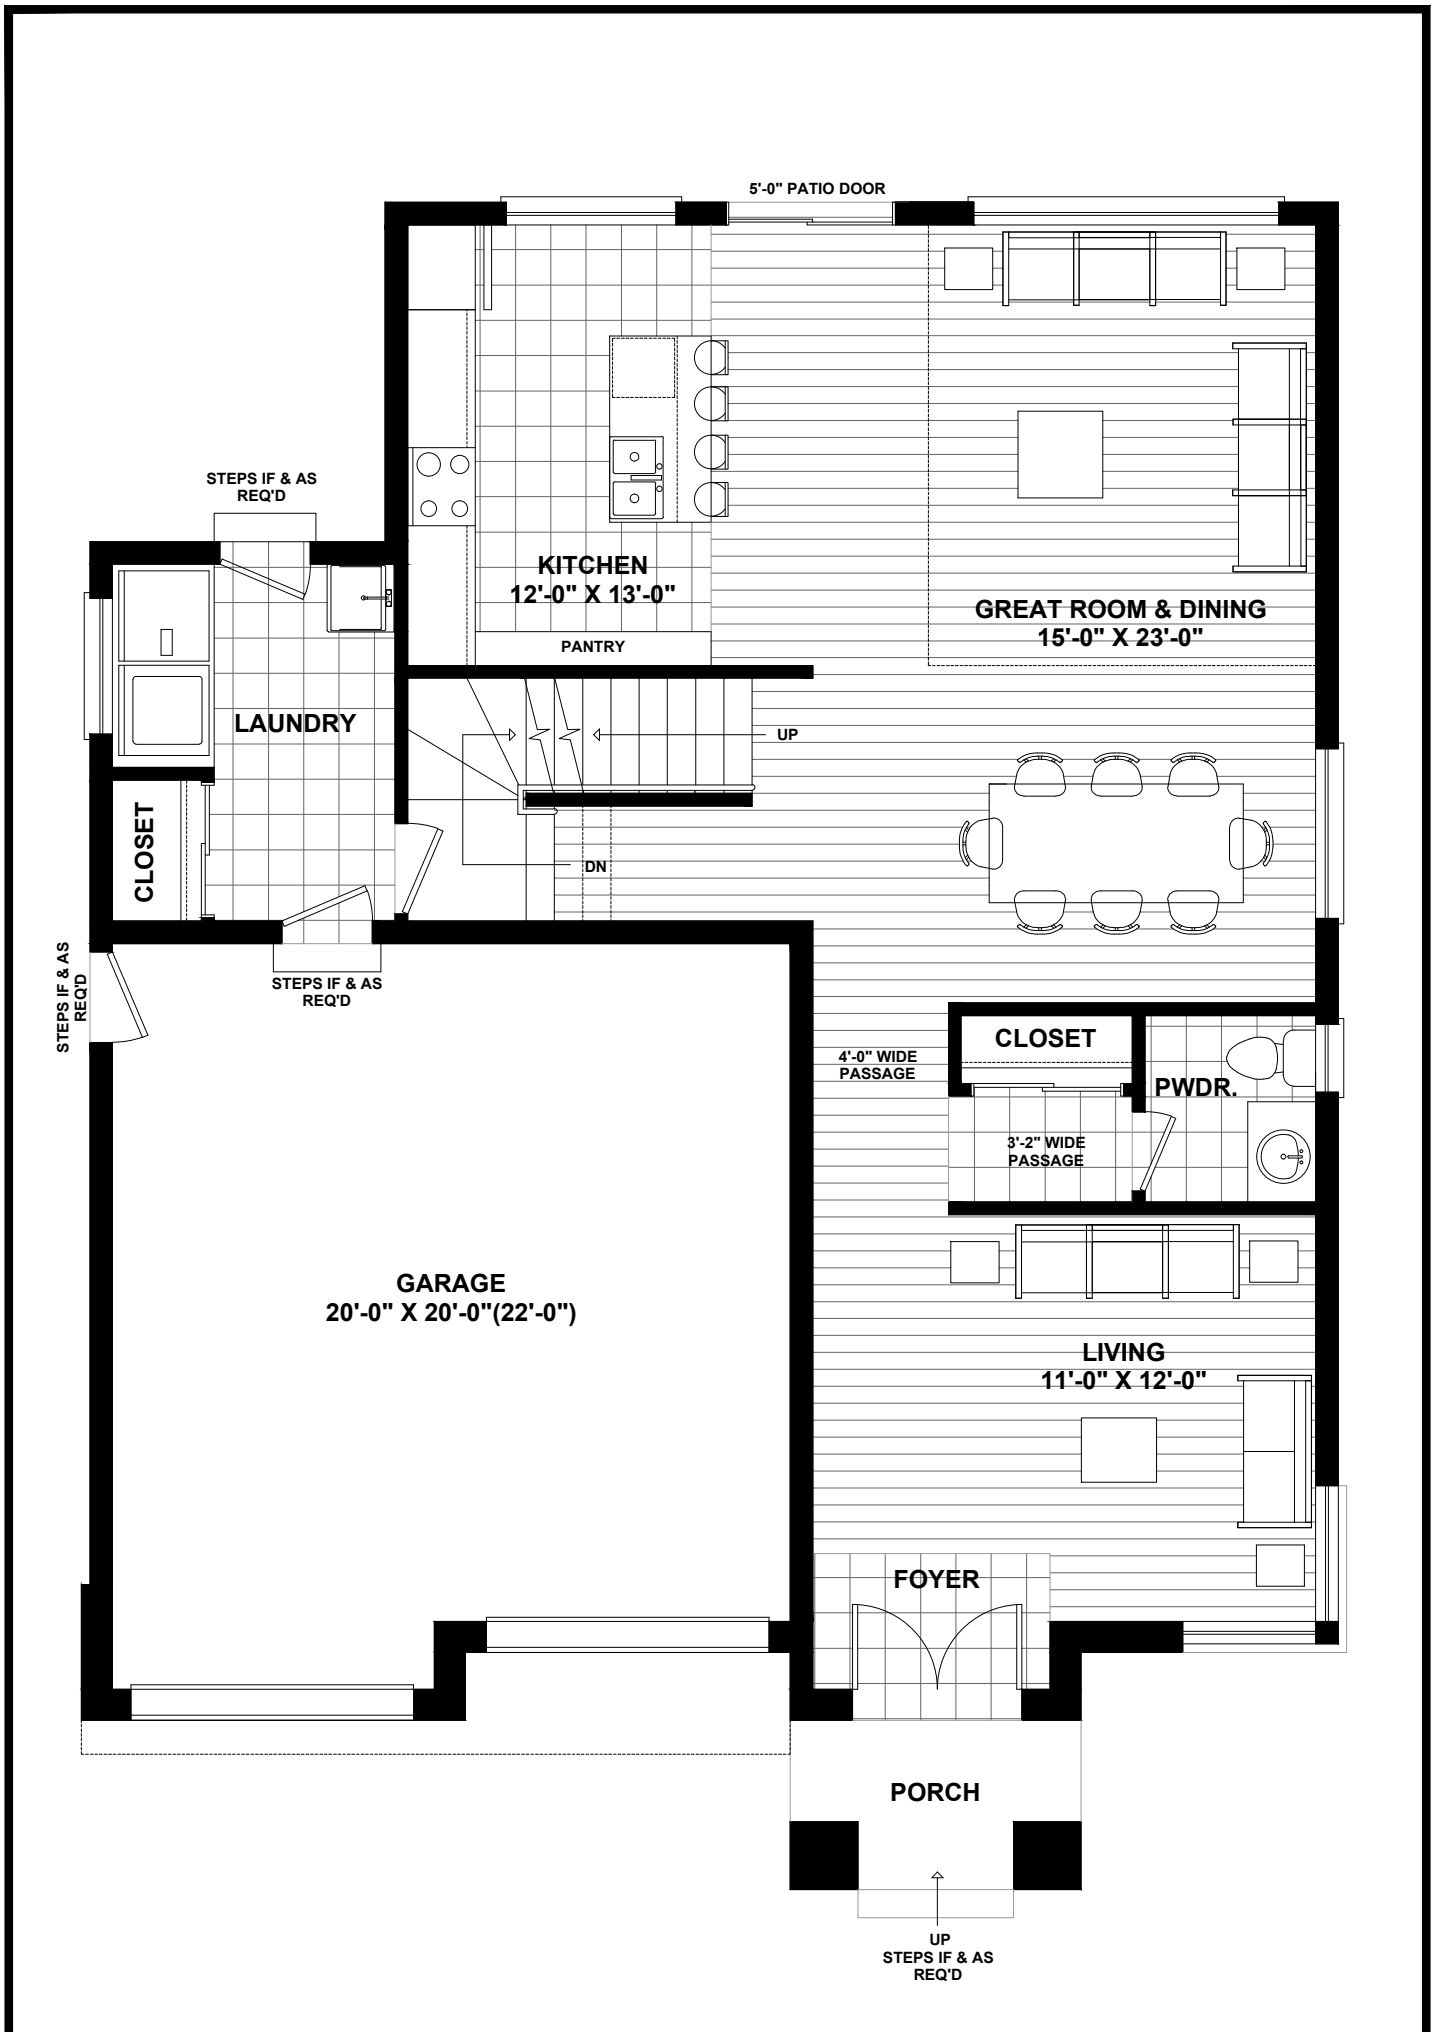 5'-0" PATIO DOOR
STEPS IF & AS
REQ'D
KITCHEN
12'-0" X 13'-0"
GREAT ROOM & DINING
15'-0" X 23'-0"
PANTRY
LAUNDRY
UP
CLOSET
DN
STEPS IF & AS
REQ'D
STEPS IF & AS
REQ'D
CLOSET
4'-0" WIDE
PASSAGE
PWDR.
3'-2" WIDE
PASSAGE
GARAGE
20'-0" X 20'-0"(22'-0")
LIVING
11'-0" X 12'-0"
FOYER
PORCH
UP
STEPS IF & AS
REQ'D